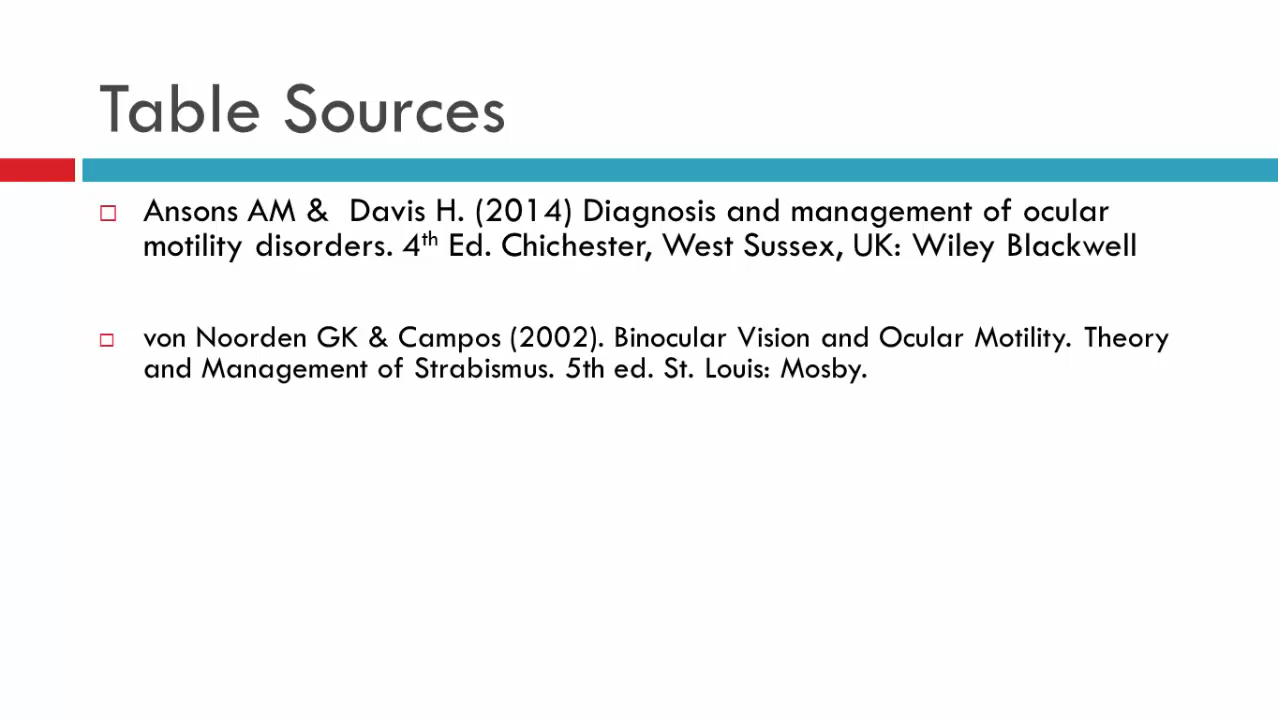 Table Sources
Ansons AM &  Davis H. (2014) Diagnosis and management of ocular
motility disorders. 4th Ed. Chichester, West Sussex, UK: Wiley Blackwell
von Noorden GK & Campos (2002). Binocular Vision and Ocular Motility. Theory
and Management of Strabismus. 5th ed. St. Louis: Mosby.